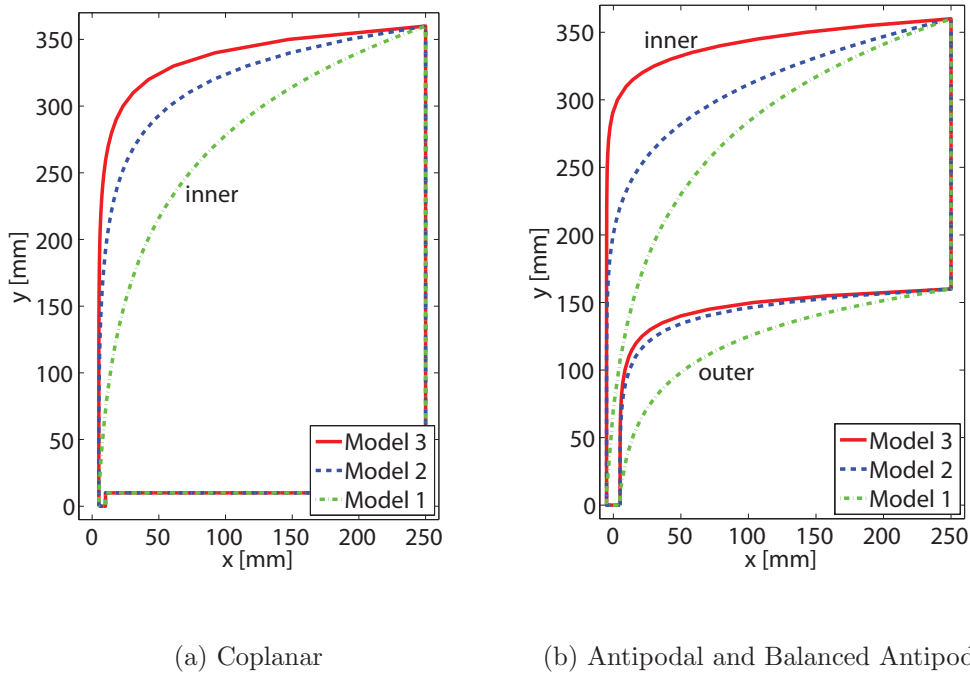 350
300
250
200
150
100
50
0
y [mm]
inner
Model 3
Model 2
Model 1
0 50 100 150 200 250
x [mm]
(a) Coplanar
350
300
250
200
150
100
50
0
y [mm]
inner
outer
Model 3
Model 2
Model 1
0 50 100 150 200 250
x [mm]
(b) Antipodal and Balanced Antipod